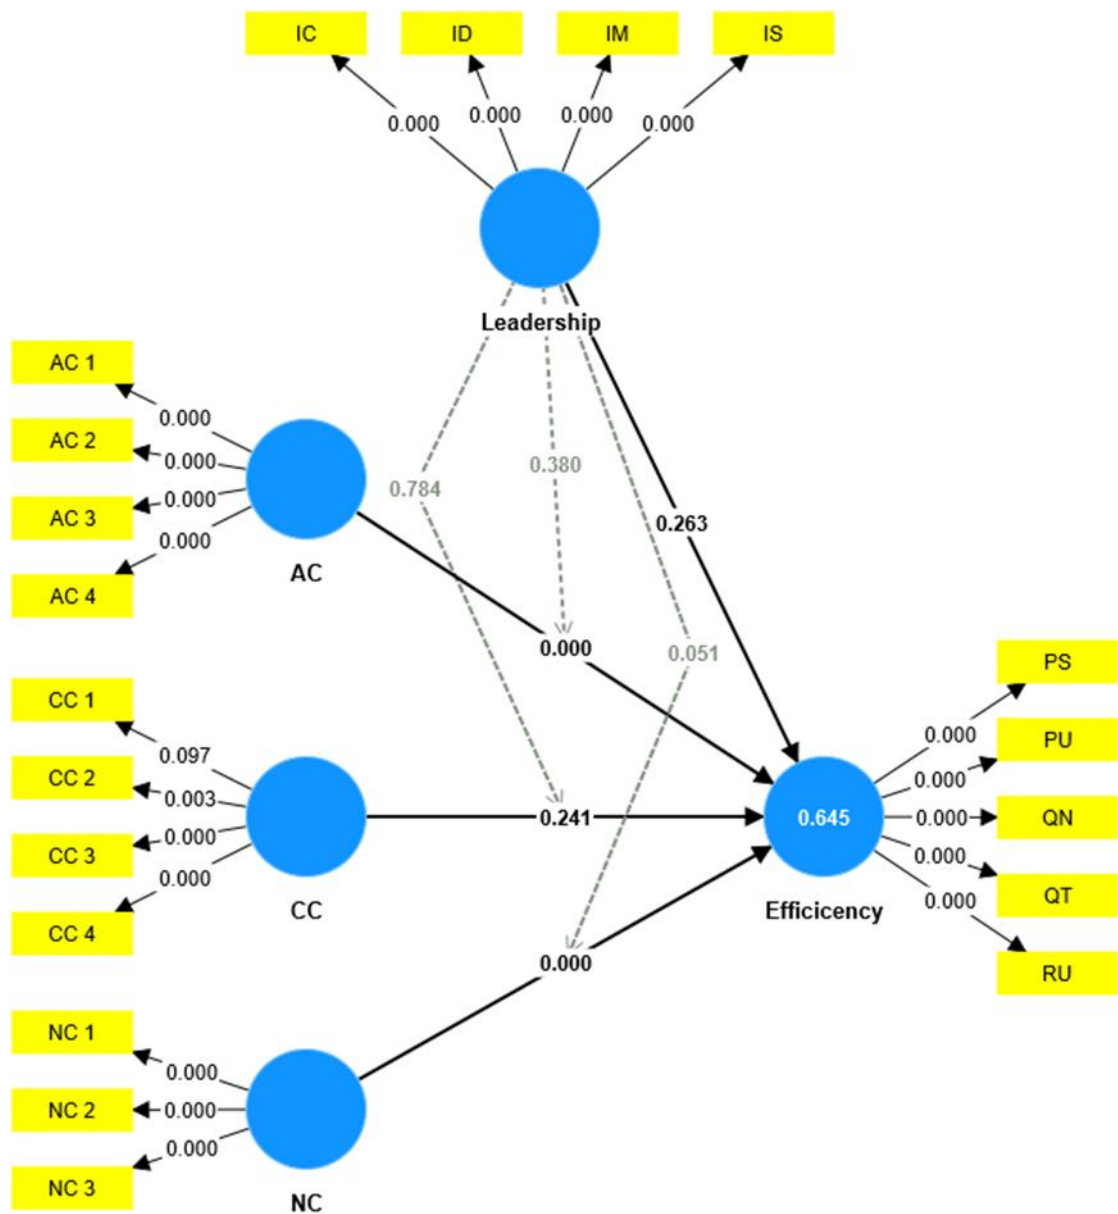 IC ID IM IS
0.000 0.000 0.000 0.000
Leadership
AC 1
0.000
AC 2
0.000
AC 3
0.000
AC 4
0.000
AC
0.784
0.380
0.263
0.000
0.051
CC 1
0.097
CC 2
0.003
CC 3
0.000
CC 4
0.000
CC
0.241
0.645
Efficicency
PS
0.000
PU
0.000
QN
0.000
QT
0.000
RU
0.000
0.000
NC 1
0.000
NC 2
0.000
NC 3
0.000
NC